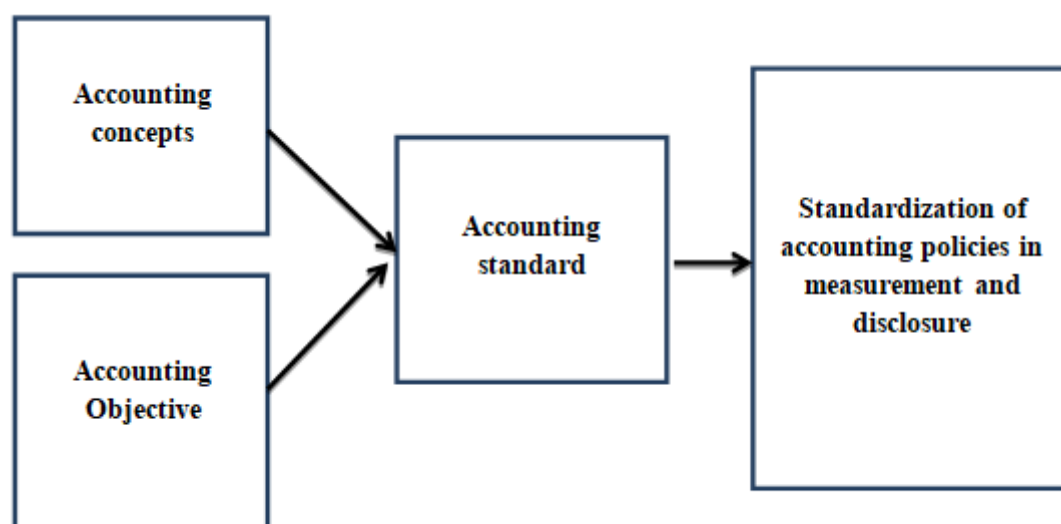 Accounting
concepts
Accounting
Objective
Accounting
standard
Standardization of
accounting policies in
measurement and
disclosure